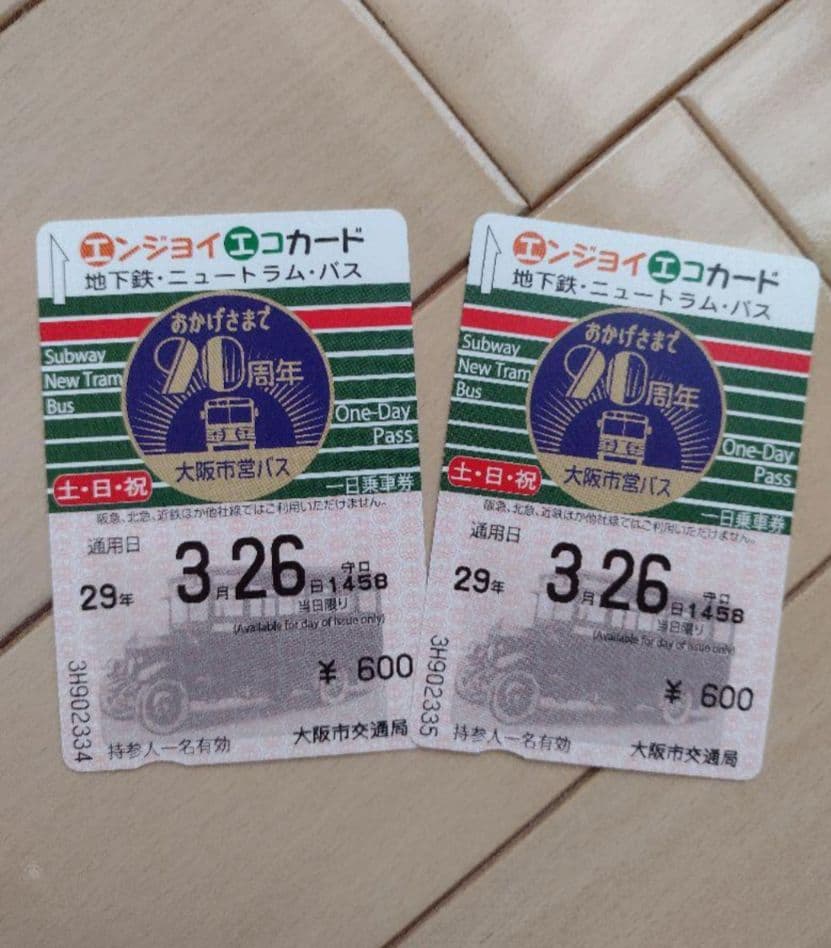 エンジョイエコカード
地下鉄・ニュートラム・バス
おかげさまで
90周年
大阪市営バス
Subway
New Tram
Bus
One-Day
Pass
土・日・祝
一日乗車券
阪急、北急、近鉄ほか他社線ではご利用いただけません。
通用日
29年 3月26日 守口
1458
当日限り
(Available for day of issue only)
¥ 600
3H902334
持参人一名有効
大阪市交通局
エンジョイエコカード
地下鉄・ニュートラム・バス
おかげさまで
90周年
大阪市営バス
Subway
New Tram
Bus
One-Day
Pass
土・日・祝
一日乗車券
阪急、北急、近鉄ほか他社線ではご利用いただけません。
通用日
29年 3月26日 守口
1458
当日限り
(Available for day of issue only)
¥ 600
3H902335
持参人一名有効
大阪市交通局